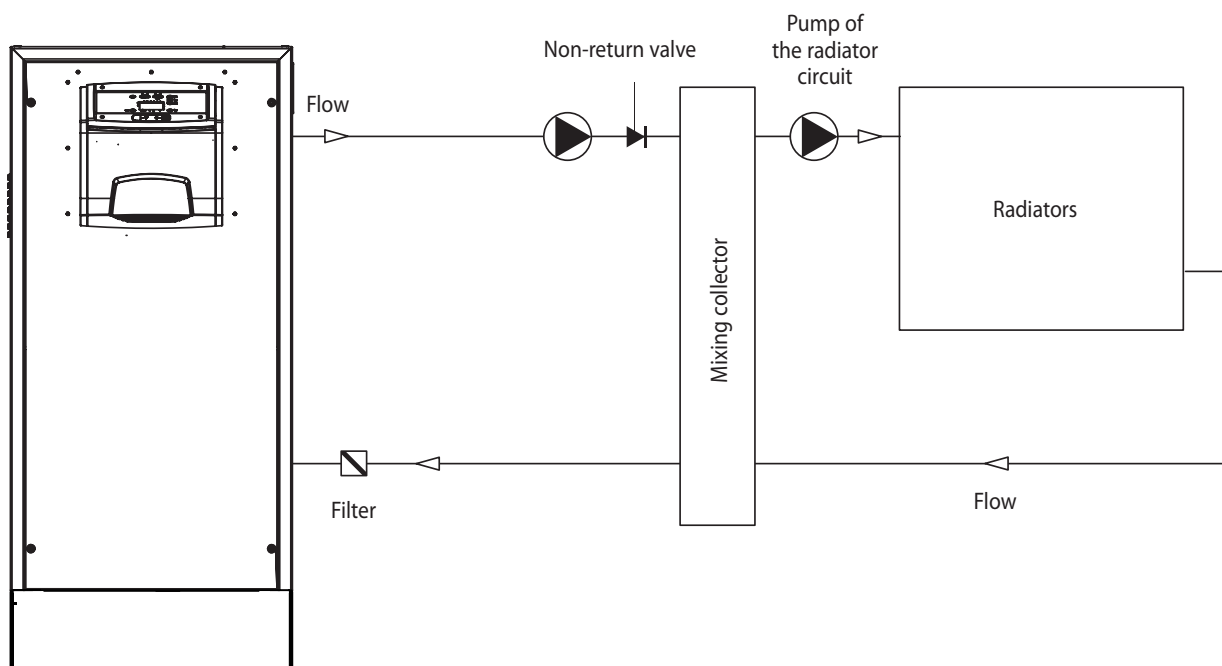 Pump of
the radiator
circuit
Non-return valve
Flow
Radiators
Mixing collector
Filter
Flow